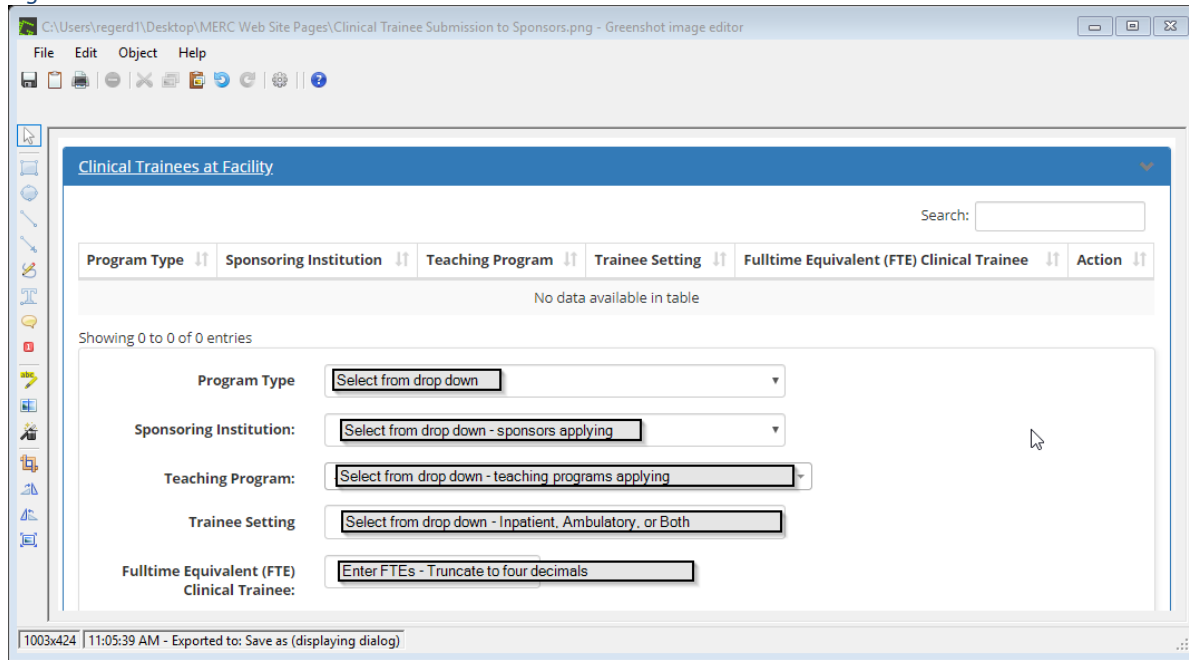 C:\Users\regerd1\Desktop\MERC Web Site Pages\Clinical Trainee Submission to Sponsors.png - Greenshot image editor
File Edit Object Help
Clinical Trainees at Facility
Search:
Program Type Sponsoring Institution Teaching Program Trainee Setting Fulltime Equivalent (FTE) Clinical Trainee Action
No data available in table
Showing 0 to 0 of 0 entries
Program Type Select from drop down
Sponsoring Institution: Select from drop down - sponsors applying
Teaching Program: Select from drop down - teaching programs applying
Trainee Setting Select from drop down - Inpatient, Ambulatory, or Both
Fulltime Equivalent (FTE) Enter FTEs - Truncate to four decimals
Clinical Trainee:
1003x424 11:05:39 AM - Exported to: Save as (displaying dialog)